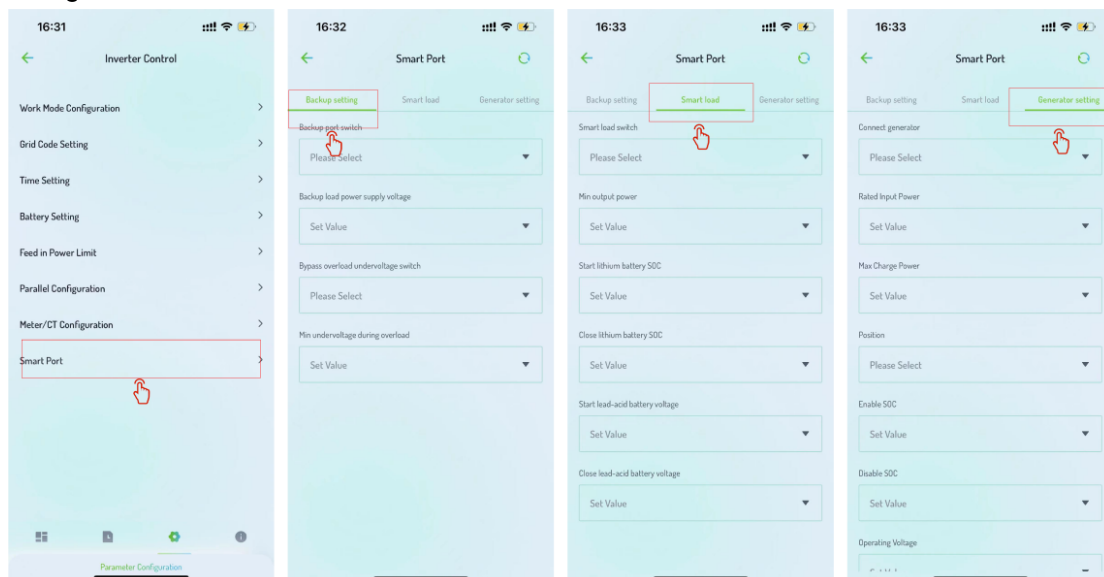 16:31
Inverter Control
Work Mode Configuration
Grid Code Setting
Time Setting
Battery Setting
Feed in Power Limit
Parallel Configuration
Meter/CT Configuration
Smart Port
Parameter Configuration
16:32
Smart Port
Backup setting Smart load Generator setting
Backup port switch
Please Select
Backup load power supply voltage
Set Value
Bypass overload undervoltage switch
Please Select
Min undervoltage during overload
Set Value
16:33
Smart Port
Backup setting Smart load Generator setting
Smart load switch
Please Select
Min output power
Set Value
Start lithium battery SOC
Set Value
Close lithium battery SOC
Set Value
Start lead-acid battery voltage
Set Value
Close lead-acid battery voltage
Set Value
16:33
Smart Port
Backup setting Smart load Generator setting
Connect generator
Please Select
Rated Input Power
Set Value
Max Charge Power
Set Value
Position
Please Select
Enable SOC
Set Value
Disable SOC
Set Value
Operating Voltage